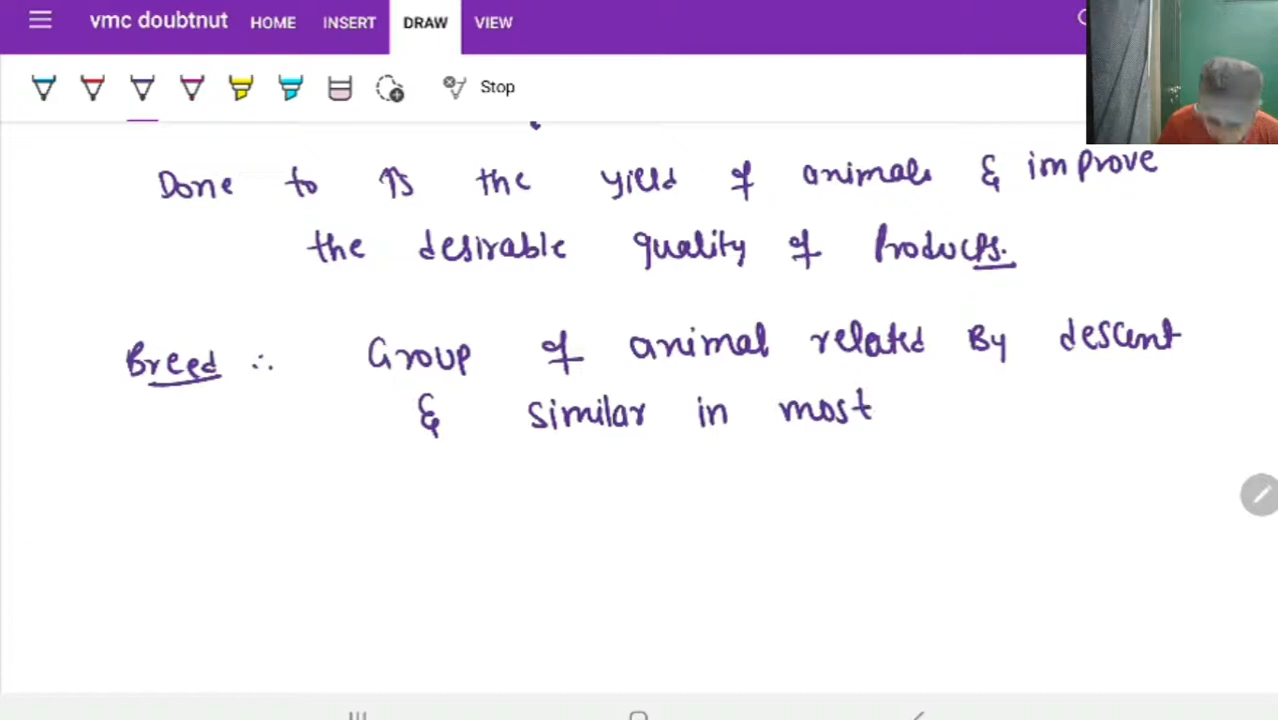 vmc doubtnut HOME INSERT DRAW VIEW
Stop
Done to ↑s the yield of animals & improve
the desirable quality of Products.
Breed ∴ Group of animal related By descent
& similar in most